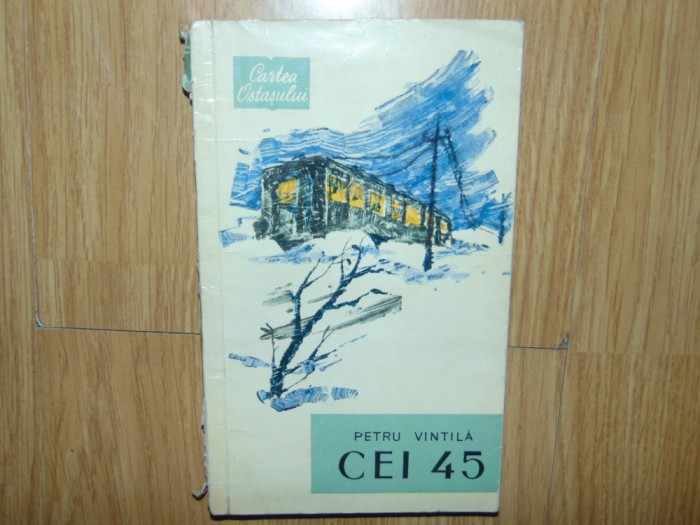 Cartea
Ostașului
PETRU VINTILĂ
CEI 45